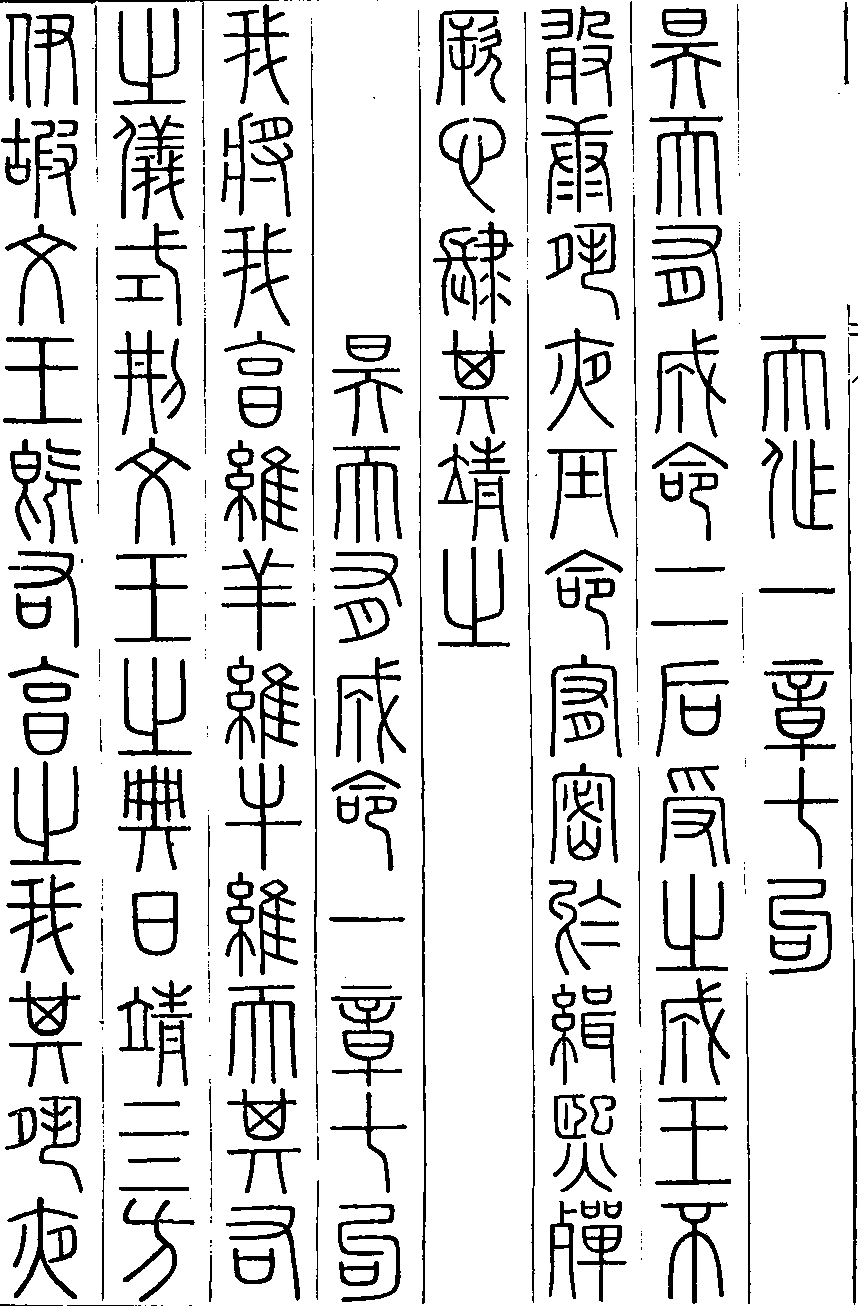 天作一章七句
昊天有成命二后受之成王不
敢康夙夜基命宥密於緝熙殫
厥心肆其靖之
昊天有成命一章七句
我將我享維羊維牛維天其右
之儀式刑文王之典日靖四方
伊嘏文王既右享之我其夙夜